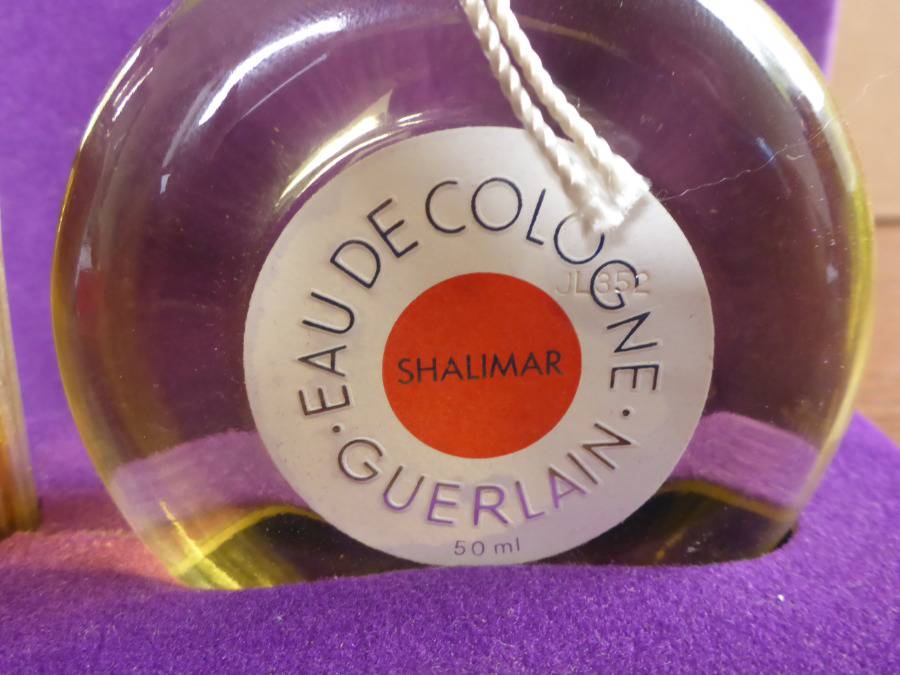 EAU DE COLOGNE
JL352
SHALIMAR
· GUERLAIN ·
50 ml